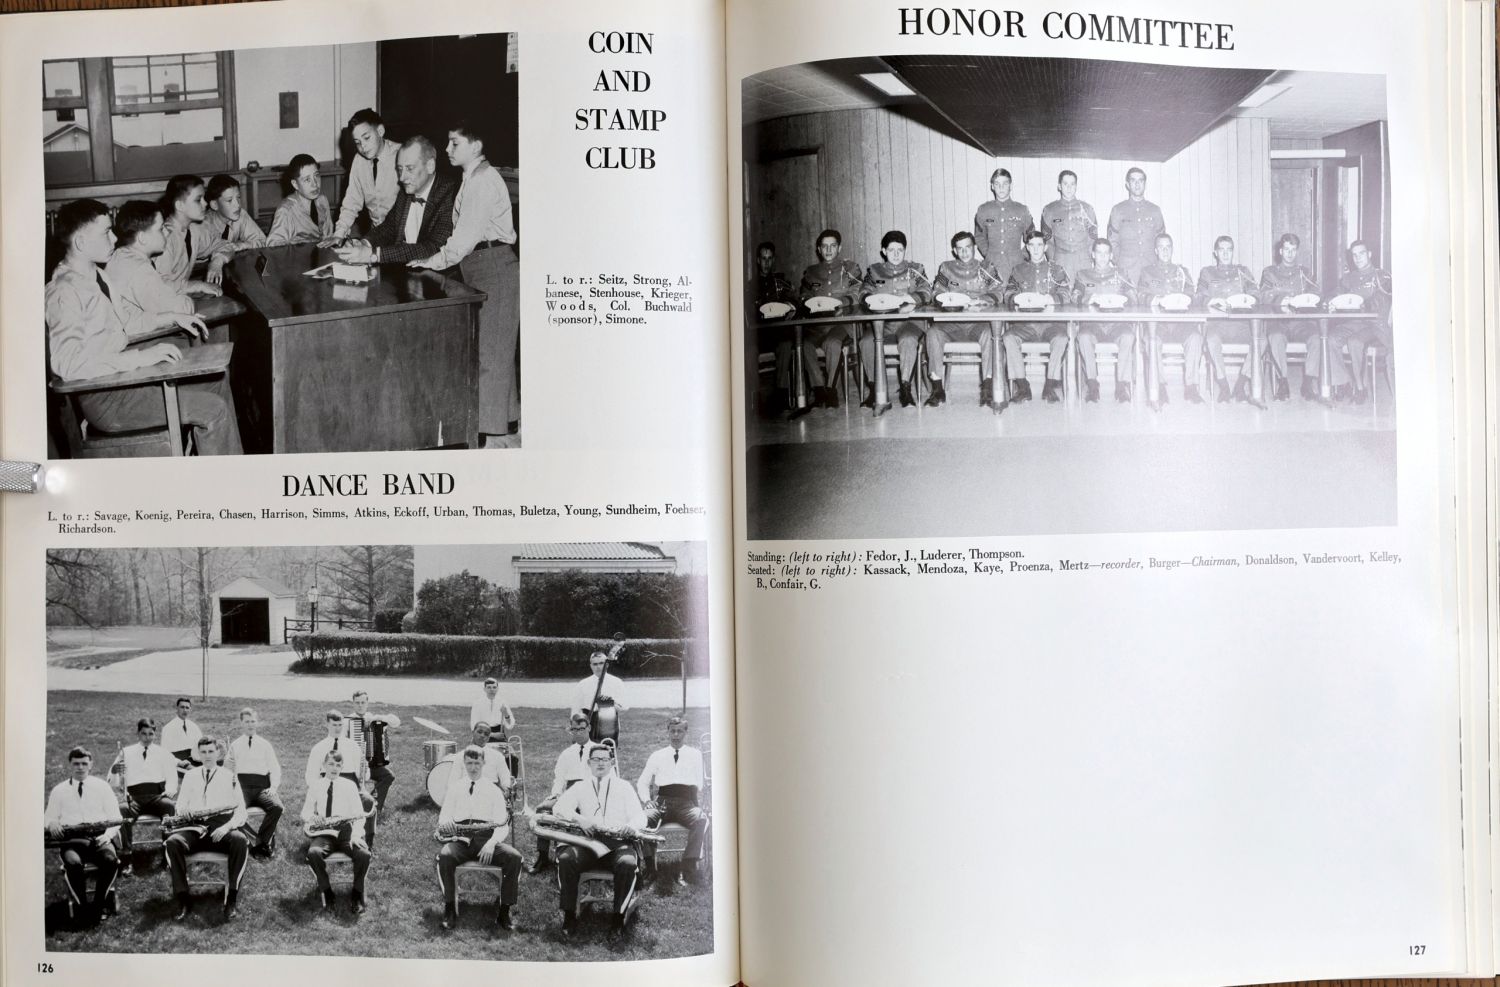 COIN
AND
STAMP
CLUB
L. to r.: Seitz, Strong, Al-
banese, Stenhouse, Krieger,
Woods, Col. Buchwald
(sponsor), Simone.
DANCE BAND
L. to r.: Savage, Koenig, Pereira, Chasen, Harrison, Simms, Atkins, Eckoff, Urban, Thomas, Buletza, Young, Sundheim, Foehser,
Richardson.
126
HONOR COMMITTEE
Standing: (left to right): Fedor, J., Luderer, Thompson.
Seated: (left to right): Kassack, Mendoza, Kaye, Proenza, Mertz—recorder, Burger—Chairman, Donaldson, Vandervoort, Kelley,
B., Confair, G.
127